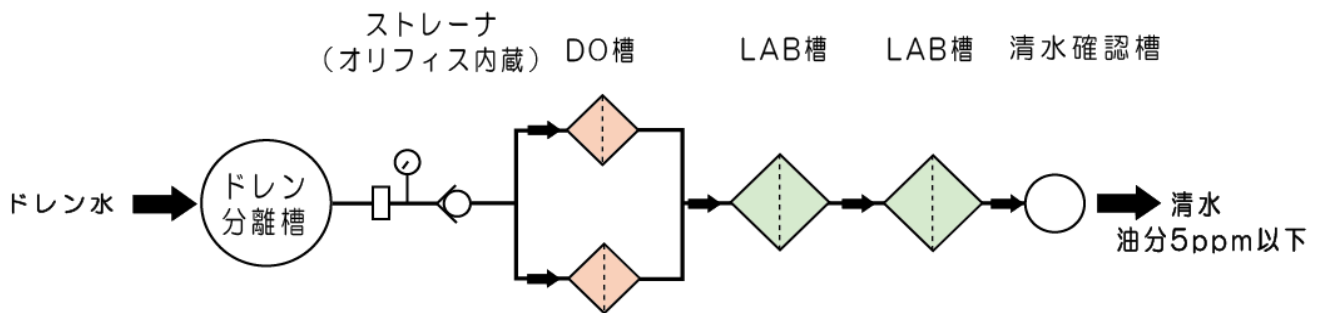 ストレーナ
（オリフィス内蔵）
DO槽
LAB槽
LAB槽
清水確認槽
ドレン水
ドレン
分離槽
清水
油分5ppm以下